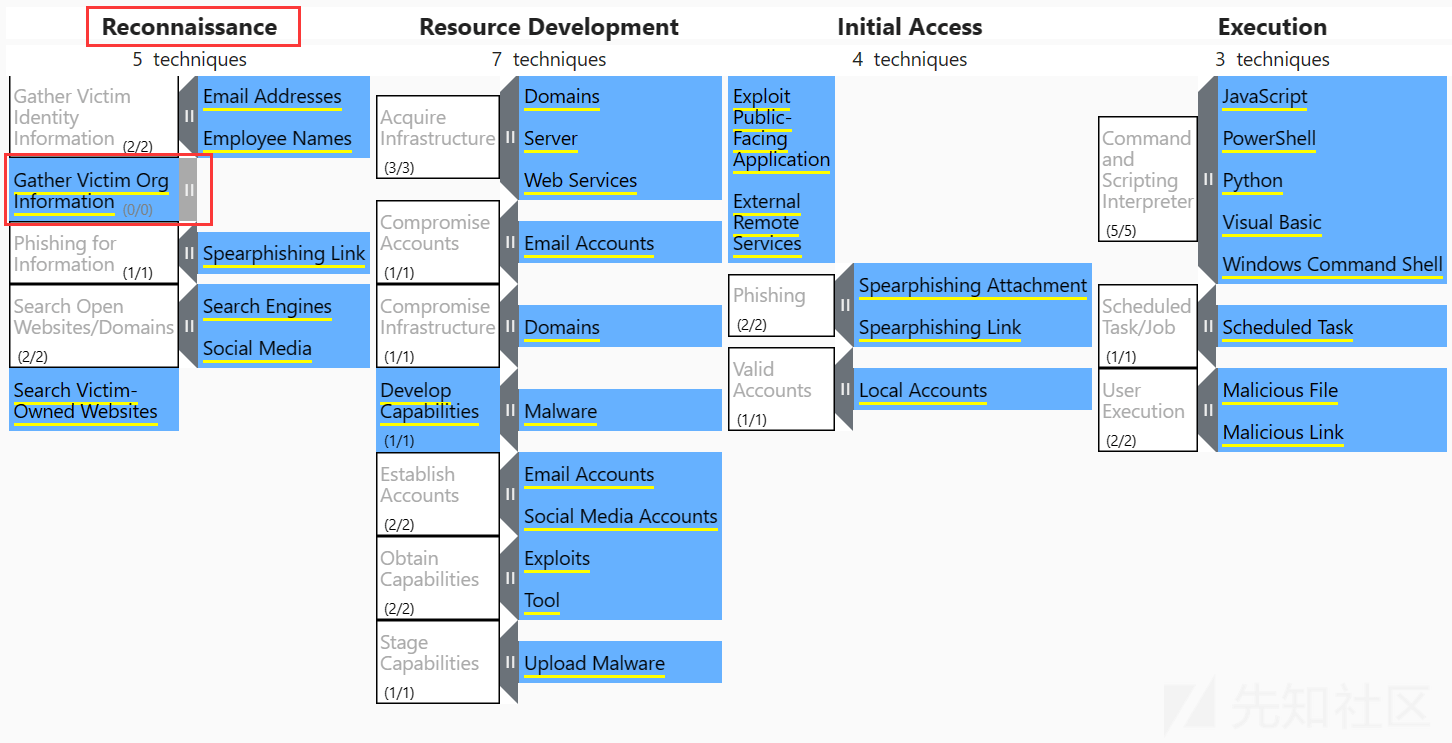 Reconnaissance
5 techniques
Gather Victim
Identity
Information (2/2)
Email Addresses
Employee Names
Gather Victim Org
Information (0/0)
Phishing for
Information (1/1)
Spearphishing Link
Search Open
Websites/Domains
(2/2)
Search Engines
Social Media
Search Victim-
Owned Websites
Resource Development
7 techniques
Acquire
Infrastructure
(3/3)
Domains
Server
Web Services
Compromise
Accounts
(1/1)
Email Accounts
Compromise
Infrastructure
(1/1)
Domains
Develop
Capabilities
(1/1)
Malware
Establish
Accounts
(2/2)
Email Accounts
Social Media Accounts
Obtain
Capabilities
(2/2)
Exploits
Tool
Stage
Capabilities
(1/1)
Upload Malware
Initial Access
4 techniques
Exploit
Public-
Facing
Application
External
Remote
Services
Phishing
(2/2)
Spearphishing Attachment
Spearphishing Link
Valid
Accounts
(1/1)
Local Accounts
Execution
3 techniques
Command
and
Scripting
Interpreter
(5/5)
JavaScript
PowerShell
Python
Visual Basic
Windows Command Shell
Scheduled
Task/Job
(1/1)
Scheduled Task
User
Execution
(2/2)
Malicious File
Malicious Link
先知社区